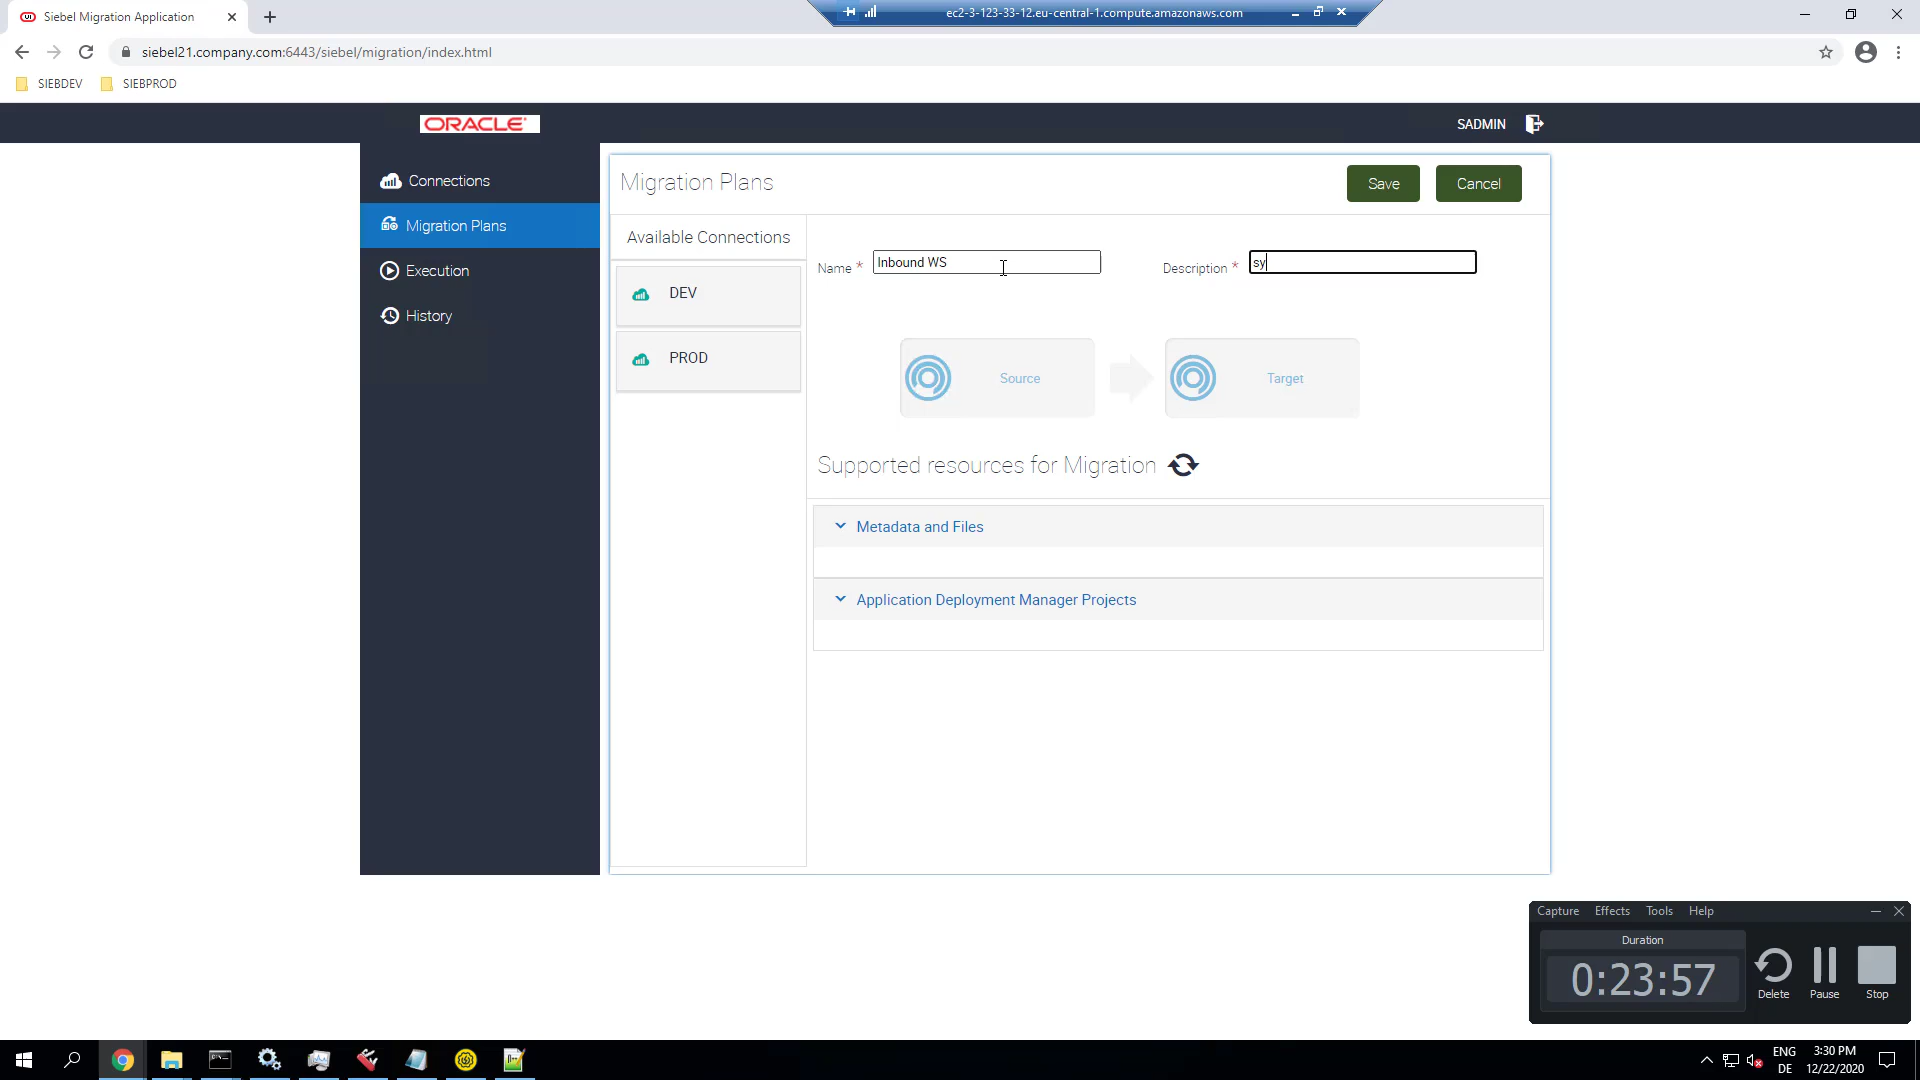 Siebel Migration Application
ec2-3-123-33-12.eu-central-1.compute.amazonaws.com
siebel21.company.com:6443/siebel/migration/index.html
SIEBDEV
SIEBPROD
ORACLE
SADMIN
Connections
Migration Plans
Execution
History
Migration Plans
Save
Cancel
Available Connections
DEV
PROD
Name *
Inbound WS
Description *
sy
Source
Target
Supported resources for Migration
Metadata and Files
Application Deployment Manager Projects
Capture Effects Tools Help
Duration
0:23:57
Delete
Pause
Stop
ENG
DE
3:30 PM
12/22/2020